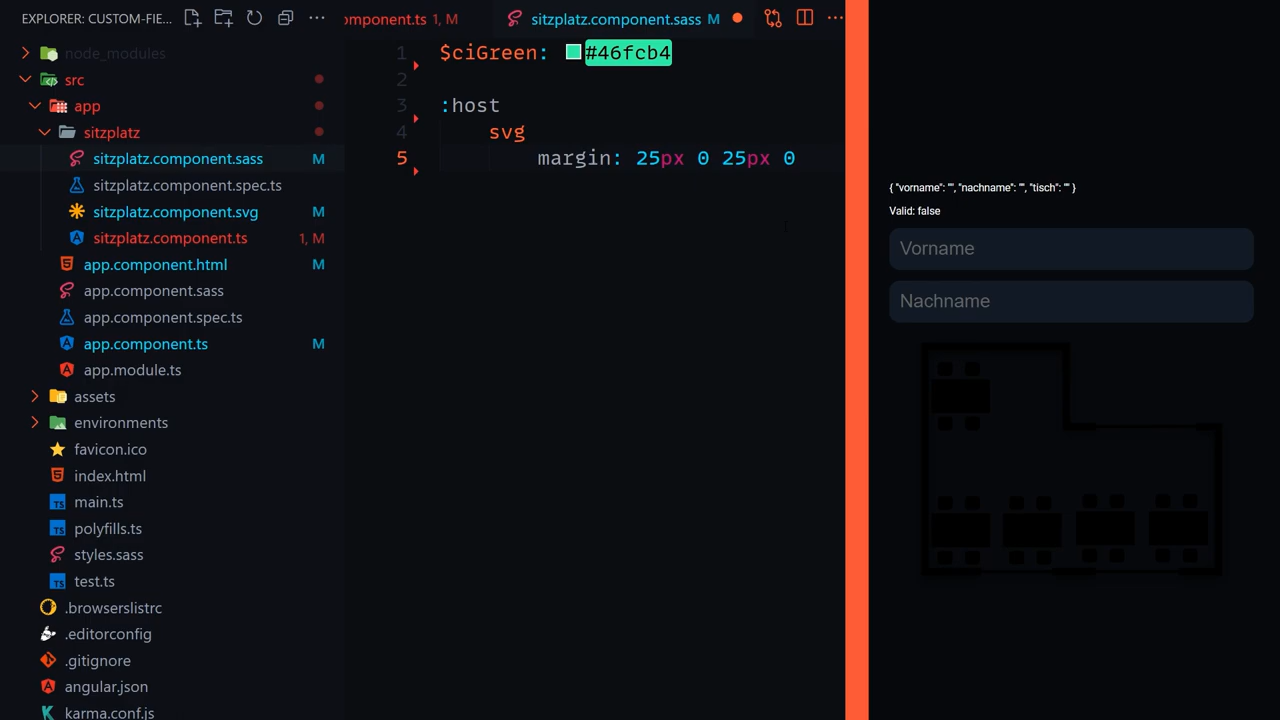 EXPLORER: CUSTOM-FIE...
node_modules
src
app
sitzplatz
sitzplatz.component.sass M
sitzplatz.component.spec.ts
sitzplatz.component.svg M
sitzplatz.component.ts 1, M
app.component.html M
app.component.sass
app.component.spec.ts
app.component.ts M
app.module.ts
assets
environments
favicon.ico
index.html
main.ts
polyfills.ts
styles.sass
test.ts
.browserslistrc
.editorconfig
.gitignore
angular.json
karma.conf.js
omponent.ts 1, M
sitzplatz.component.sass M
1 $ciGreen: #46fcb4
2
3 :host
4 svg
5 margin: 25px 0 25px 0
{ "vorname": "", "nachname": "", "tisch": "" }
Valid: false
Vorname
Nachname